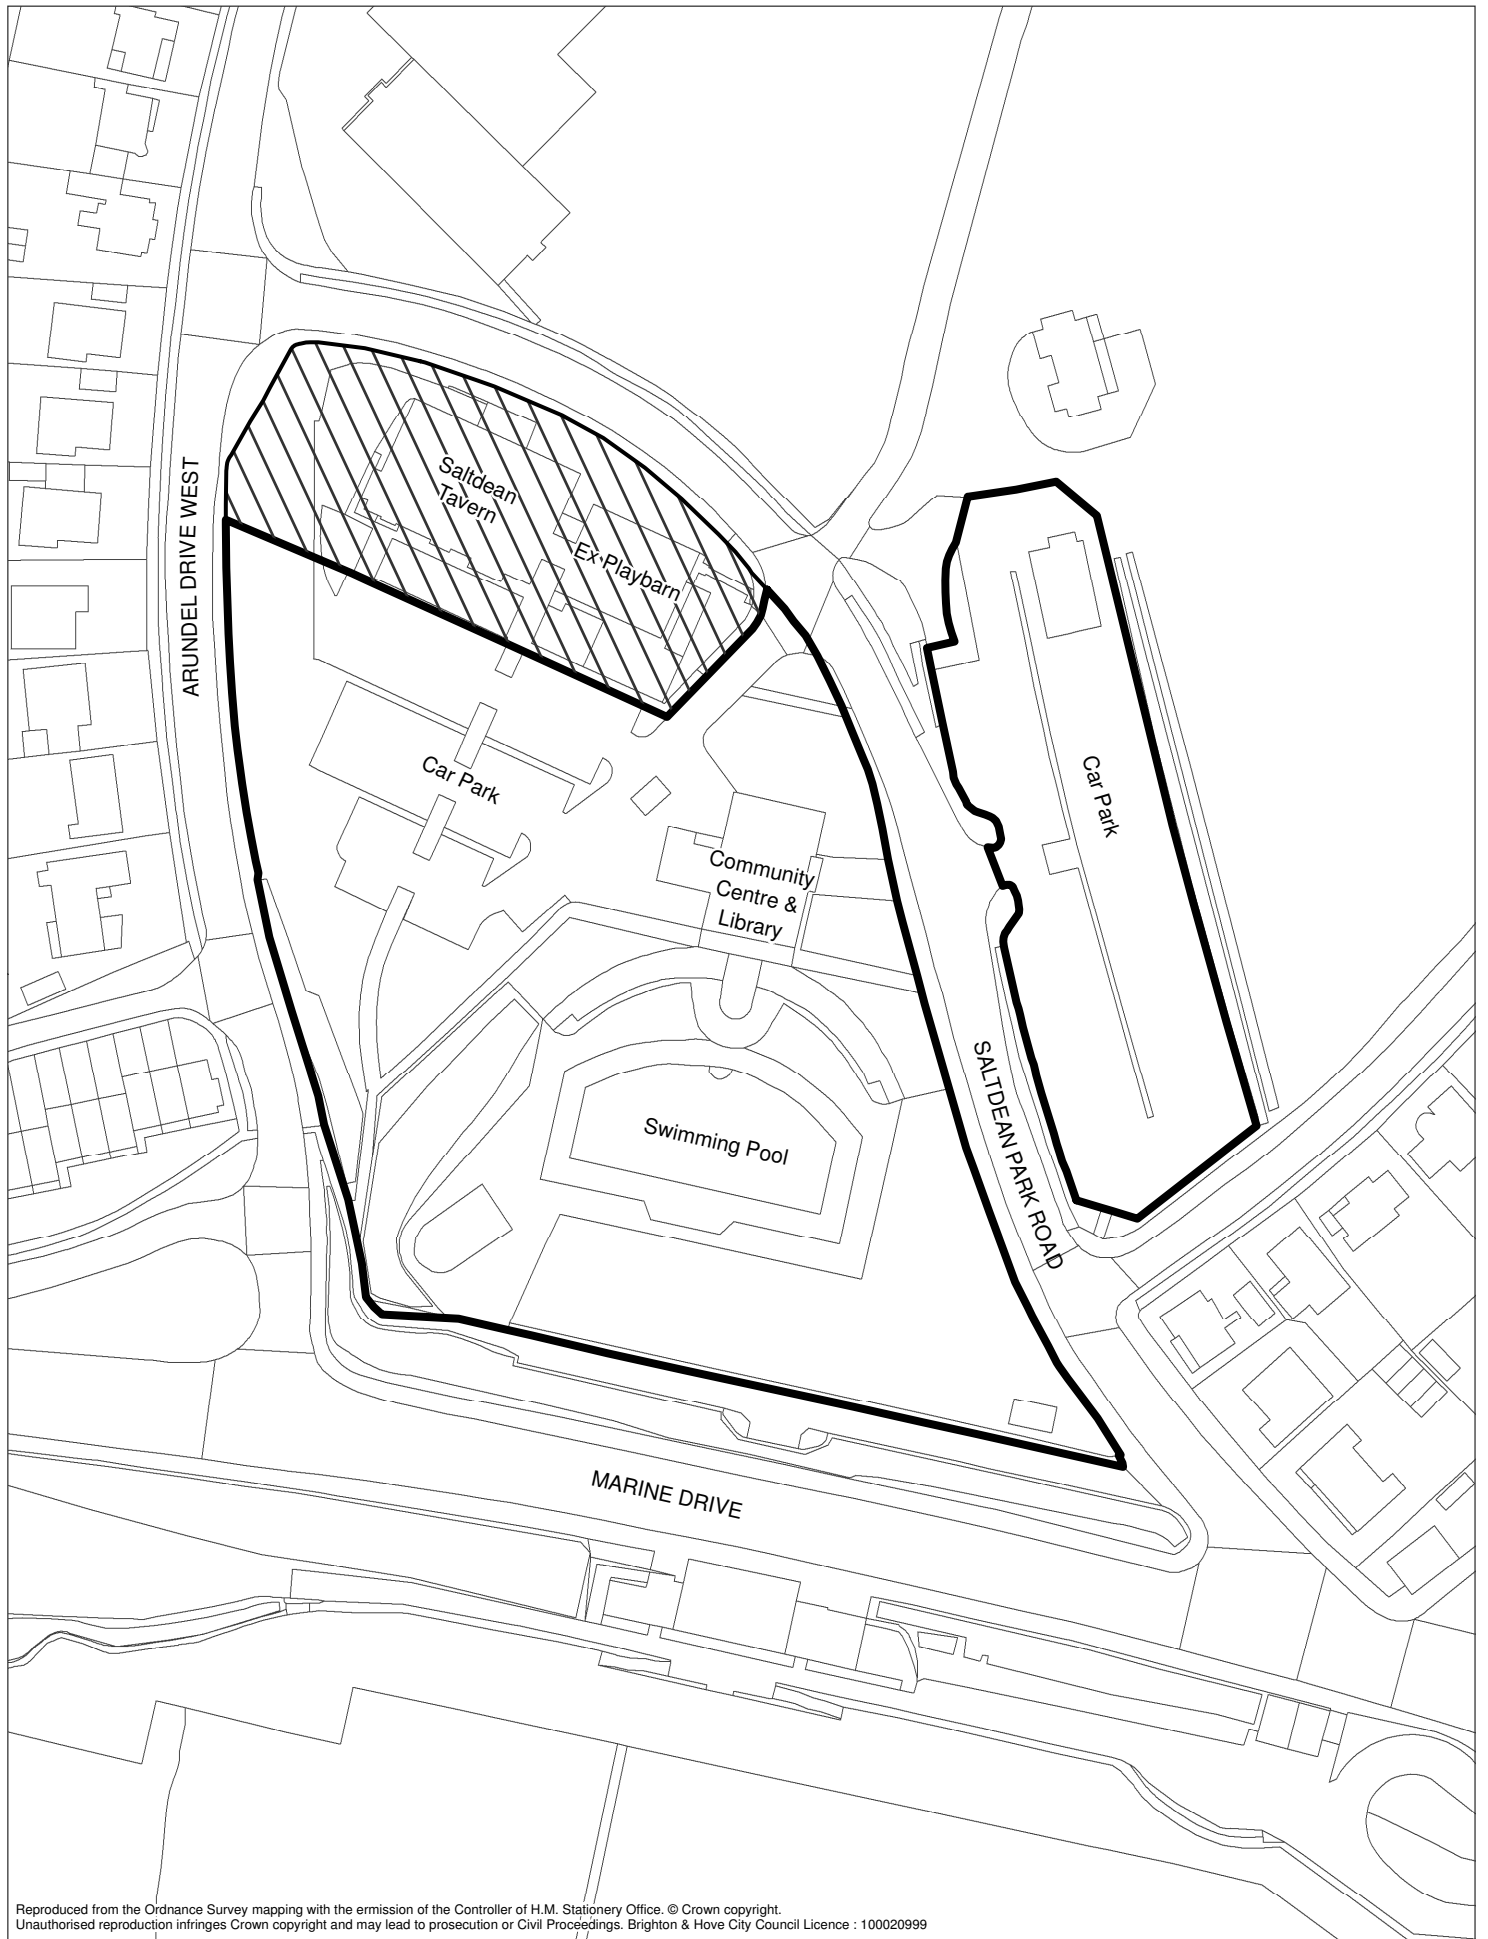 Saltdean
Tavern
Ex Playbarn
ARUNDEL DRIVE WEST
Car Park
Car Park
Community
Centre &
Library
Swimming Pool
SALTDEAN PARK ROAD
MARINE DRIVE
Reproduced from the Ordnance Survey mapping with the ermission of the Controller of H.M. Stationery Office. © Crown copyright.
Unauthorised reproduction infringes Crown copyright and may lead to prosecution or Civil Proceedings. Brighton & Hove City Council Licence : 100020999